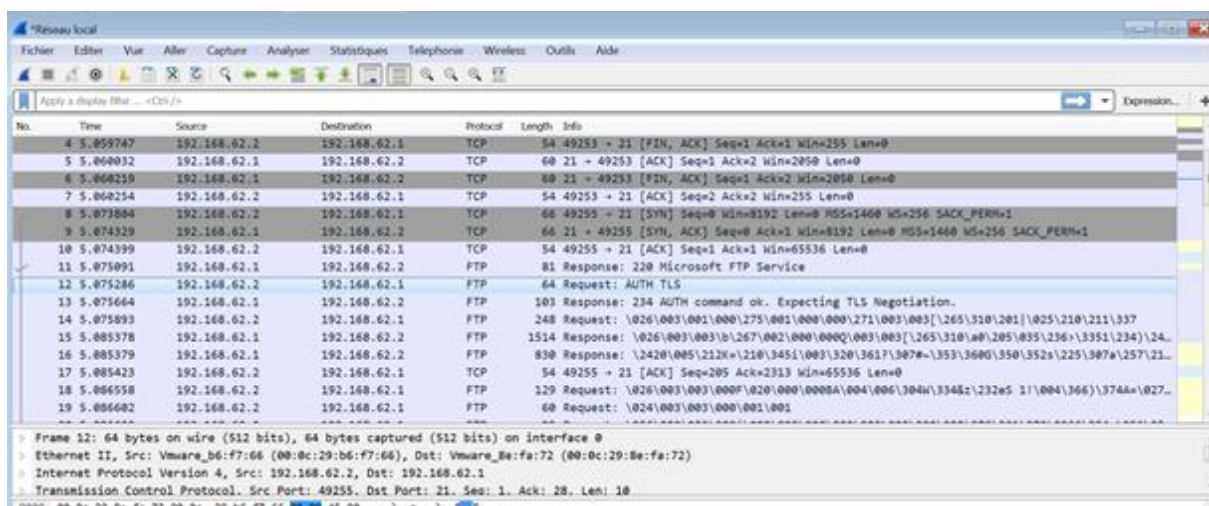 *Réseau local
Fichier Editer Vue Aller Capture Analyser Statistiques Telephonie Wireless Outils Aide
Apply a display filter ... <Ctrl-/> Expression... +
No. Time Source Destination Protocol Length Info
4 5.059747 192.168.62.2 192.168.62.1 TCP 54 49253 → 21 [FIN, ACK] Seq=1 Ack=1 Win=255 Len=0
5 5.060032 192.168.62.1 192.168.62.2 TCP 60 21 → 49253 [ACK] Seq=1 Ack=2 Win=2050 Len=0
6 5.060219 192.168.62.1 192.168.62.2 TCP 60 21 → 49253 [FIN, ACK] Seq=1 Ack=2 Win=2050 Len=0
7 5.060254 192.168.62.2 192.168.62.1 TCP 54 49253 → 21 [ACK] Seq=2 Ack=2 Win=255 Len=0
8 5.073804 192.168.62.2 192.168.62.1 TCP 66 49255 → 21 [SYN] Seq=0 Win=8192 Len=0 MSS=1460 WS=256 SACK_PERM=1
9 5.074329 192.168.62.1 192.168.62.2 TCP 66 21 → 49255 [SYN, ACK] Seq=0 Ack=1 Win=8192 Len=0 MSS=1460 WS=256 SACK_PERM=1
10 5.074399 192.168.62.2 192.168.62.1 TCP 54 49255 → 21 [ACK] Seq=1 Ack=1 Win=65536 Len=0
11 5.075091 192.168.62.1 192.168.62.2 FTP 81 Response: 220 Microsoft FTP Service
12 5.075286 192.168.62.2 192.168.62.1 FTP 64 Request: AUTH TLS
13 5.075664 192.168.62.1 192.168.62.2 FTP 103 Response: 234 AUTH command ok. Expecting TLS Negotiation.
14 5.075893 192.168.62.2 192.168.62.1 FTP 248 Request: \026\003\001\000\275\001\000\000\271\003\003[\265\310\201|\025\210\211\337
15 5.085378 192.168.62.1 192.168.62.2 FTP 1514 Response:
16 5.085379 192.168.62.1 192.168.62.2 FTP 830 Response:
17 5.085423 192.168.62.2 192.168.62.1 TCP 54 49255 → 21 [ACK] Seq=205 Ack=2313 Win=65536 Len=0
18 5.086558 192.168.62.2 192.168.62.1 FTP 129 Request:
19 5.086602 192.168.62.2 192.168.62.1 FTP 60 Request: \024\003\003\000\001\001
Frame 12: 64 bytes on wire (512 bits), 64 bytes captured (512 bits) on interface 0
Ethernet II, Src: Vmware_b6:f7:66 (00:0c:29:b6:f7:66), Dst: Vmware_8e:fa:72 (00:0c:29:8e:fa:72)
Internet Protocol Version 4, Src: 192.168.62.2, Dst: 192.168.62.1
Transmission Control Protocol, Src Port: 49255, Dst Port: 21, Seq: 1, Ack: 28, Len: 10